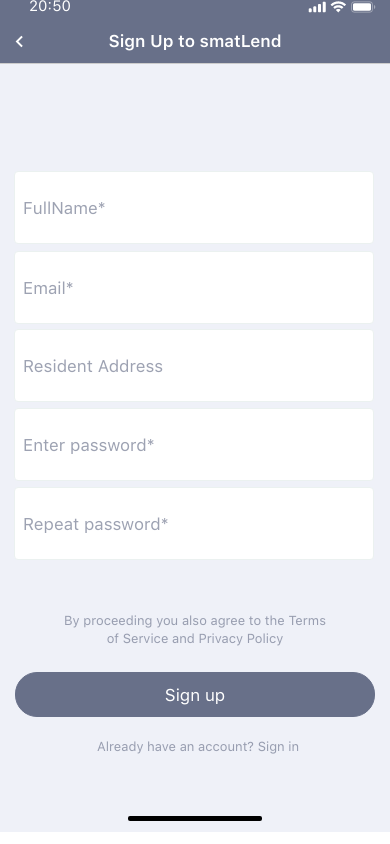 20:50
Sign Up to smatLend
FullName*
Email*
Resident Address
Enter password*
Repeat password*
By proceeding you also agree to the Terms
of Service and Privacy Policy
Sign up
Already have an account? Sign in